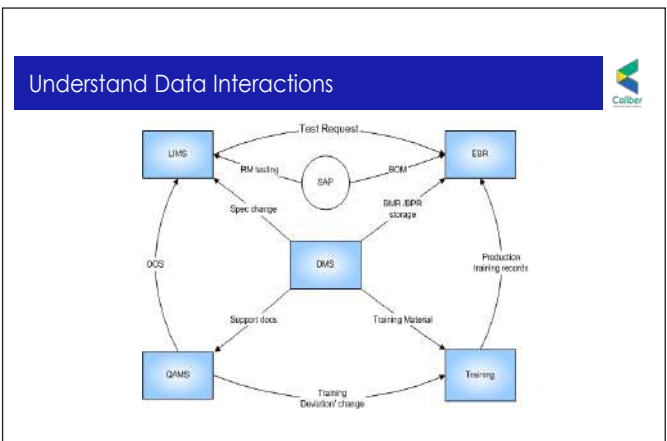 Understand Data Interactions
Caliber
Test Request
LIMS
EBR
RM testing
SAP
BOM
Spec change
BMR /BPR
storage
DMS
OOS
Production
training records
Support docs
Training Material
QAMS
Training
Training
Deviation/ change